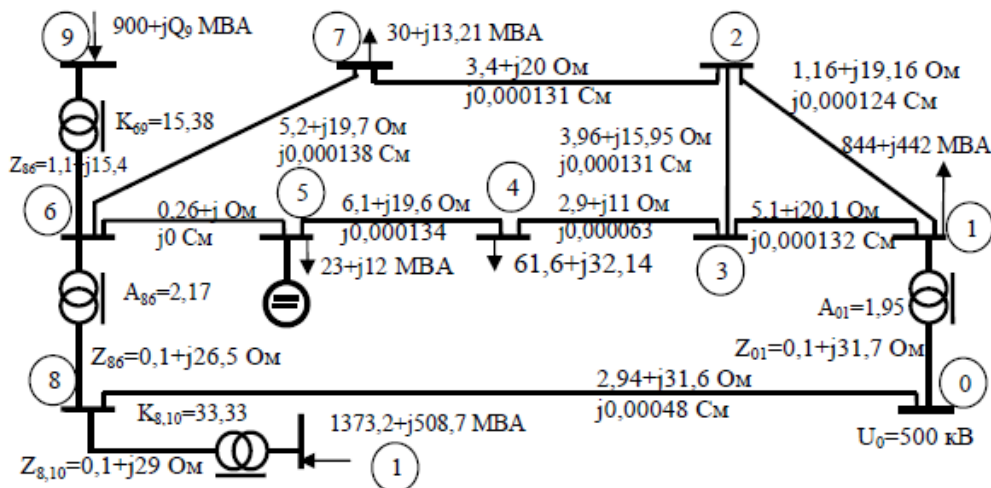 9
900+jQ₉ МВА
7
30+j13,21 МВА
2
3,4+j20 Ом
j0,000131 См
1,16+j19,16 Ом
j0,000124 См
K₆₉=15,38
5,2+j19,7 Ом
j0,000138 См
3,96+j15,95 Ом
j0,000131 См
844+j442 МВА
Z₈₆=1,1+j15,4
6
0,26+j Ом
j0 См
5
6,1+j19,6 Ом
j0,000134
4
2,9+j11 Ом
j0,000063
5,1+j20,1 Ом
j0,000132 См
1
23+j12 МВА
61,6+j32,14
3
A₈₆=2,17
A₀₁=1,95
Z₈₆=0,1+j26,5 Ом
Z₀₁=0,1+j31,7 Ом
8
2,94+j31,6 Ом
j0,00048 См
0
K₈,₁₀=33,33
1373,2+j508,7 МВА
U₀=500 кВ
Z₈,₁₀=0,1+j29 Ом
1